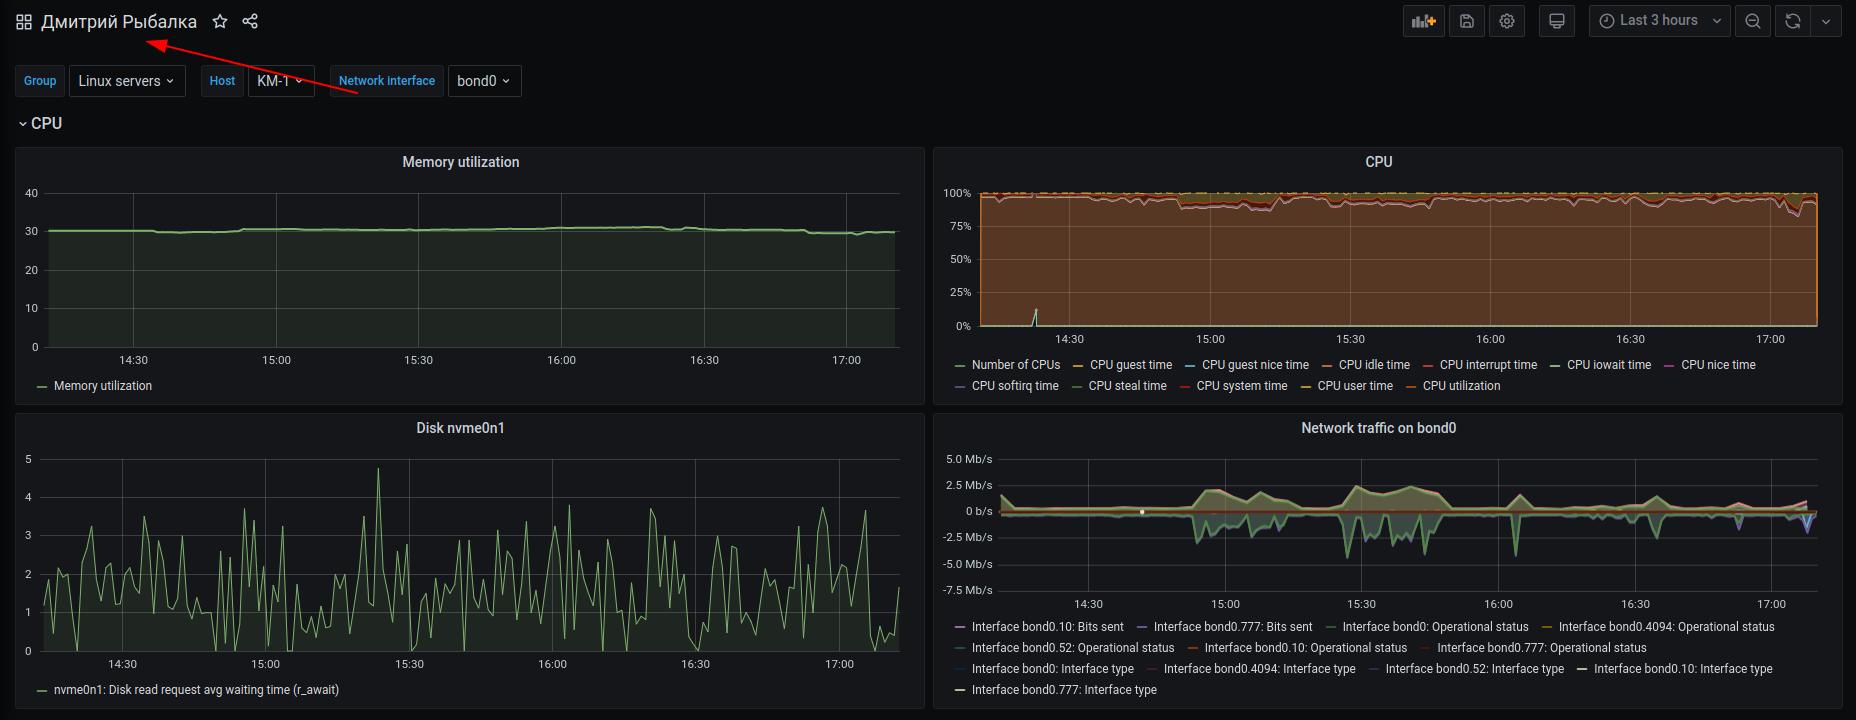 Дмитрий Рыбалка
Last 3 hours
Group Linux servers Host KM-1 Network interface bond0
CPU
Memory utilization
40
30
20
10
0
14:30 15:00 15:30 16:00 16:30 17:00
Memory utilization
CPU
100%
75%
50%
25%
0%
14:30 15:00 15:30 16:00 16:30 17:00
Number of CPUs CPU guest time CPU guest nice time CPU idle time CPU interrupt time CPU iowait time CPU nice time
CPU softirq time CPU steal time CPU system time CPU user time CPU utilization
Disk nvme0n1
5
4
3
2
1
0
14:30 15:00 15:30 16:00 16:30 17:00
nvme0n1: Disk read request avg waiting time (r_await)
Network traffic on bond0
5.0 Mb/s
2.5 Mb/s
0 b/s
-2.5 Mb/s
-5.0 Mb/s
-7.5 Mb/s
14:30 15:00 15:30 16:00 16:30 17:00
Interface bond0.10: Bits sent Interface bond0.777: Bits sent Interface bond0: Operational status Interface bond0.4094: Operational status
Interface bond0.52: Operational status Interface bond0.10: Operational status Interface bond0.777: Operational status
Interface bond0: Interface type Interface bond0.4094: Interface type Interface bond0.52: Interface type Interface bond0.10: Interface type
Interface bond0.777: Interface type